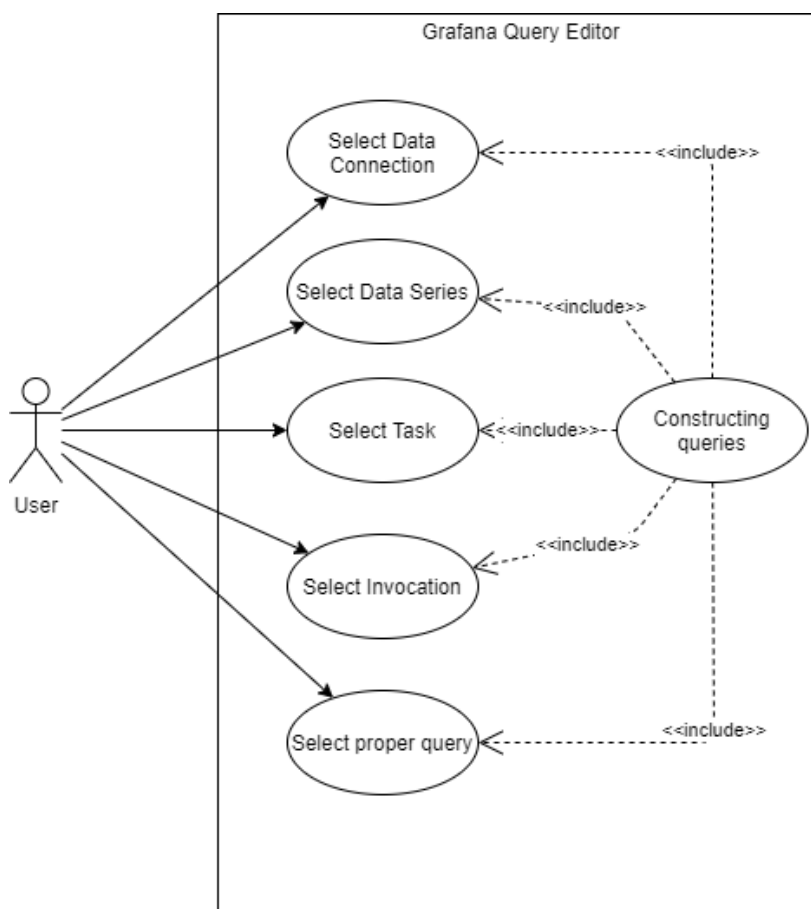 Grafana Query Editor
Select Data
Connection
<<include>>
Select Data Series
<<include>>
User
Select Task
<<include>>
Constructing
queries
Select Invocation
<<include>>
Select proper query
<<include>>